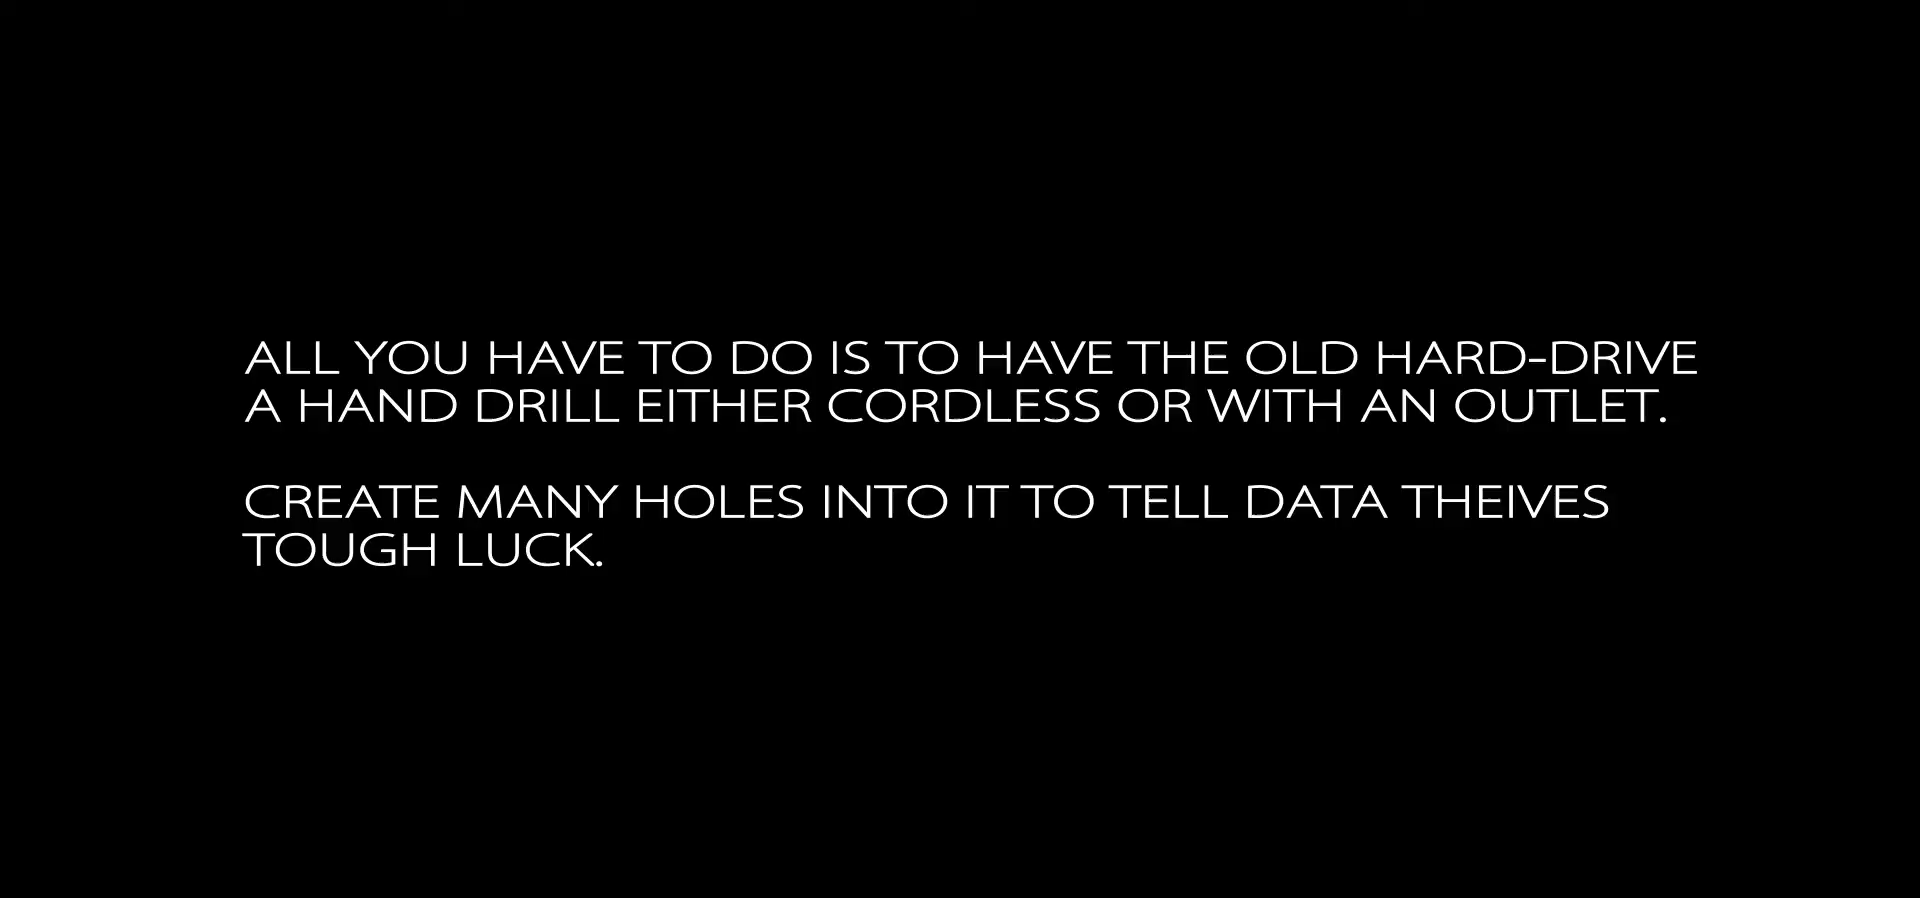 ALL YOU HAVE TO DO IS TO HAVE THE OLD HARD-DRIVE
A HAND DRILL EITHER CORDLESS OR WITH AN OUTLET.
CREATE MANY HOLES INTO IT TO TELL DATA THEIVES
TOUGH LUCK.